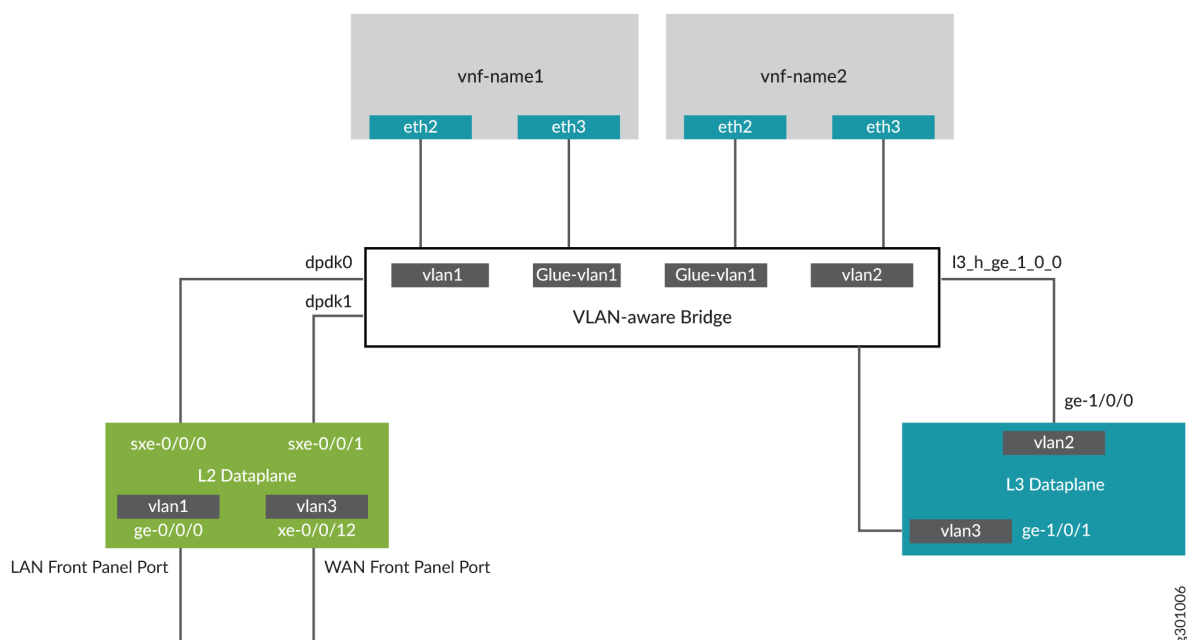 vnf-name1
vnf-name2
eth2
eth3
eth2
eth3
dpdk0
l3_h_ge_1_0_0
vlan1
Glue-vlan1
Glue-vlan1
vlan2
dpdk1
VLAN-aware Bridge
ge-1/0/0
sxe-0/0/0
sxe-0/0/1
vlan2
L2 Dataplane
L3 Dataplane
vlan1
vlan3
ge-0/0/0
xe-0/0/12
vlan3
ge-1/0/1
LAN Front Panel Port
WAN Front Panel Port
g301006